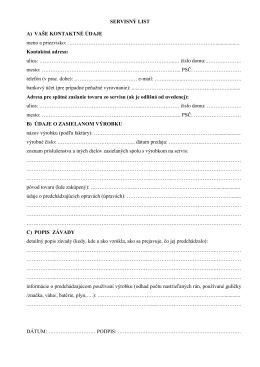 SERVISNÝ LIST
A) VAŠE KONTAKTNÉ ÚDAJE
meno a priezvisko: ………………………………………………………………
Kontaktná adresa:
ulica: ……………………………………………… číslo domu: ……………
mesto: ……………………………………………… PSČ: ………………
telefón (v prac. dobe): …………………… e-mail: ……………………………
bankový účet (pre prípadné peňažné vyrovnanie): ……………………………………
Adresa pre spätné zaslanie tovaru zo servisu (ak je odlišná od uvedenej):
ulica: ……………………………………………… číslo domu: ……………
mesto: ……………………………………………… PSČ: ………………
B) ÚDAJE O ZASIELANOM VÝROBKU
názov výrobku (podľa faktúry): ……………………………………………………
výrobné číslo: ……………………… dátum predaja: ……………………………
zoznam príslušenstva a iných dielov zasielaných spolu s výrobkom na servis:
……………………………………………………………………………………
……………………………………………………………………………………
……………………………………………………………………………………
pôvod tovaru (kde zakúpený): ………………………………………………………
údaje o predchádzajúcich opravách (úpravách): ……………………………………
……………………………………………………………………………………
……………………………………………………………………………………
……………………………………………………………………………………
C) POPIS ZÁVADY
detailný popis závady (kedy, kde a ako vznikla, ako sa prejavuje, čo jej predchádzalo):
……………………………………………………………………………………
……………………………………………………………………………………
……………………………………………………………………………………
……………………………………………………………………………………
informácie o predchádzajúcom používaní výrobku (odhad počtu nastrieľaných rán, používané guličky
/značka, váha/, batérie, plyn,…): ……………………………………………………
……………………………………………………………………………………
……………………………………………………………………………………
DÁTUM: …………………… PODPIS: ………………………………………